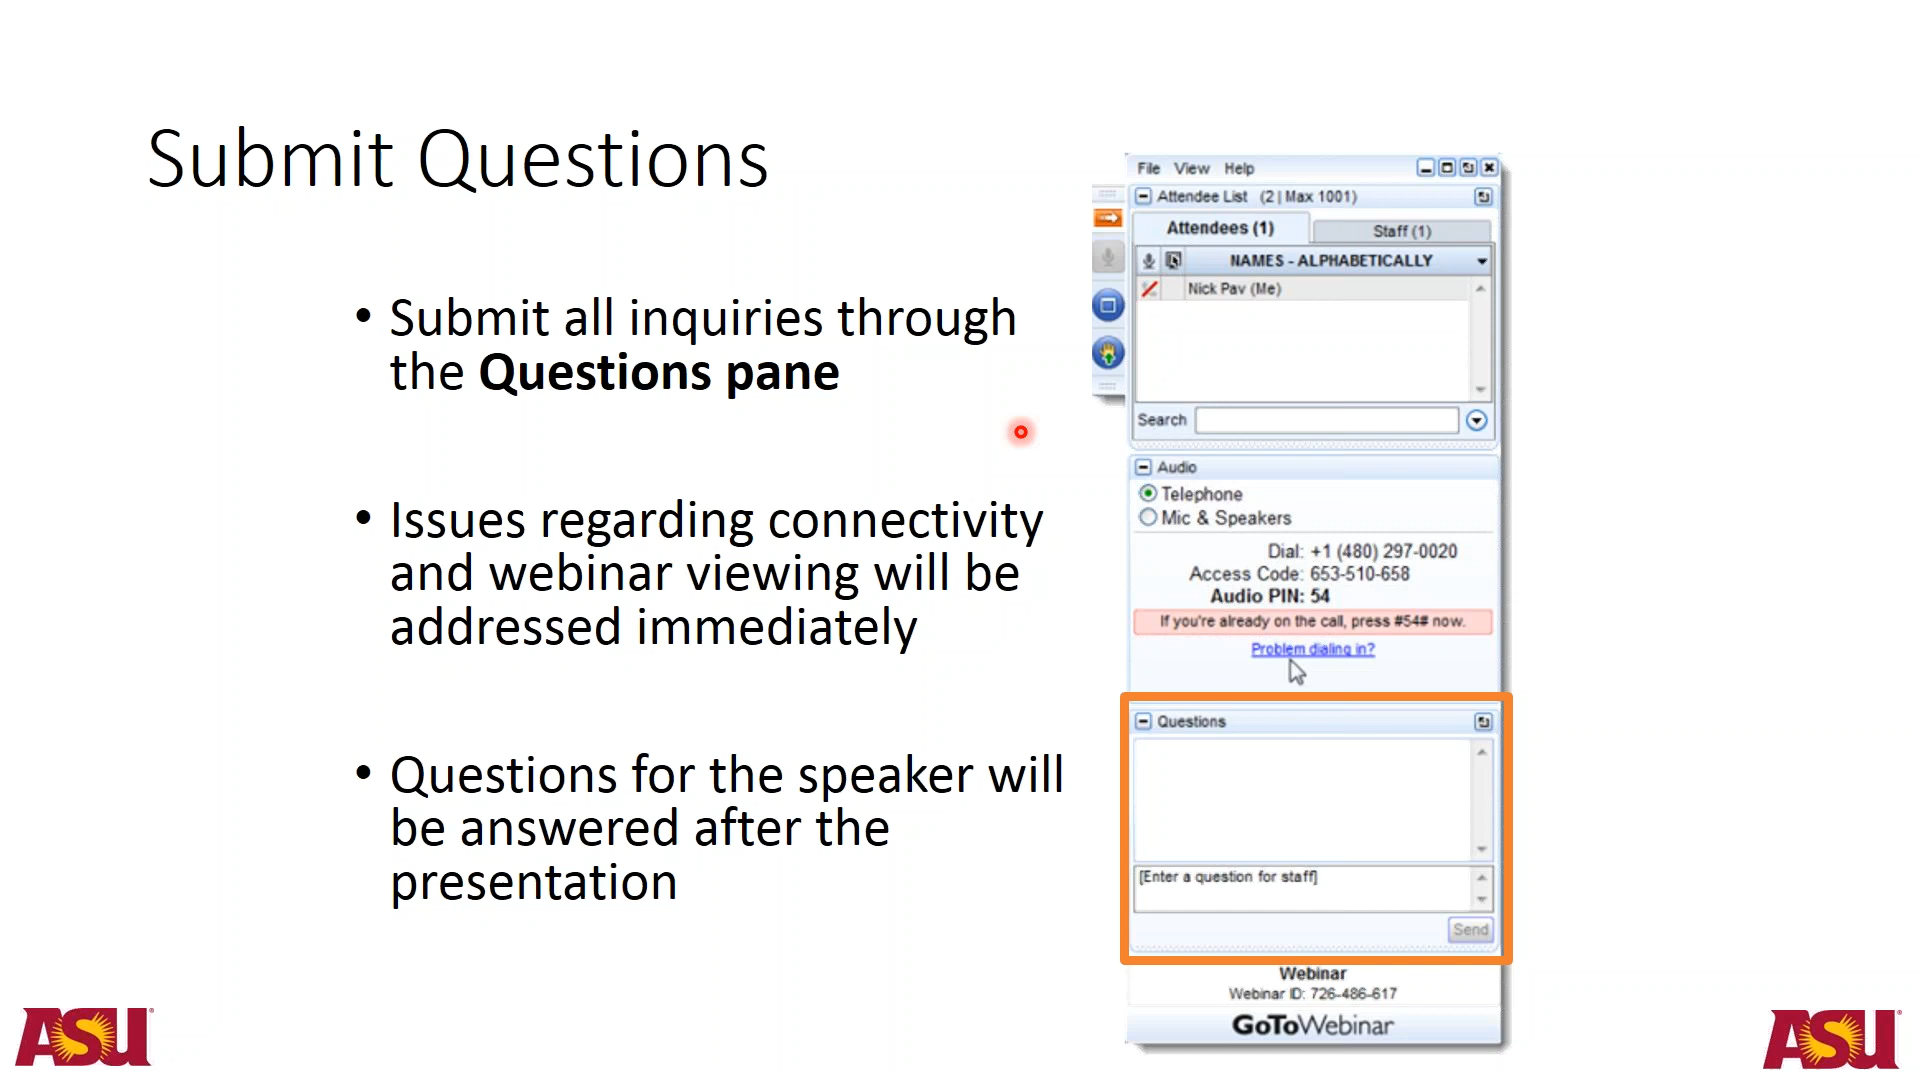 Submit Questions
• Submit all inquiries through
the Questions pane
• Issues regarding connectivity
and webinar viewing will be
addressed immediately
• Questions for the speaker will
be answered after the
presentation
File View Help
Attendee List (2 | Max 1001)
Attendees (1) Staff (1)
NAMES - ALPHABETICALLY
Nick Pav (Me)
Search
Audio
Telephone
Mic & Speakers
Dial: +1 (480) 297-0020
Access Code: 653-510-658
Audio PIN: 54
If you're already on the call, press #54# now.
Problem dialing in?
Questions
[Enter a question for staff]
Send
Webinar
Webinar ID: 726-486-617
GoToWebinar
ASU
ASU